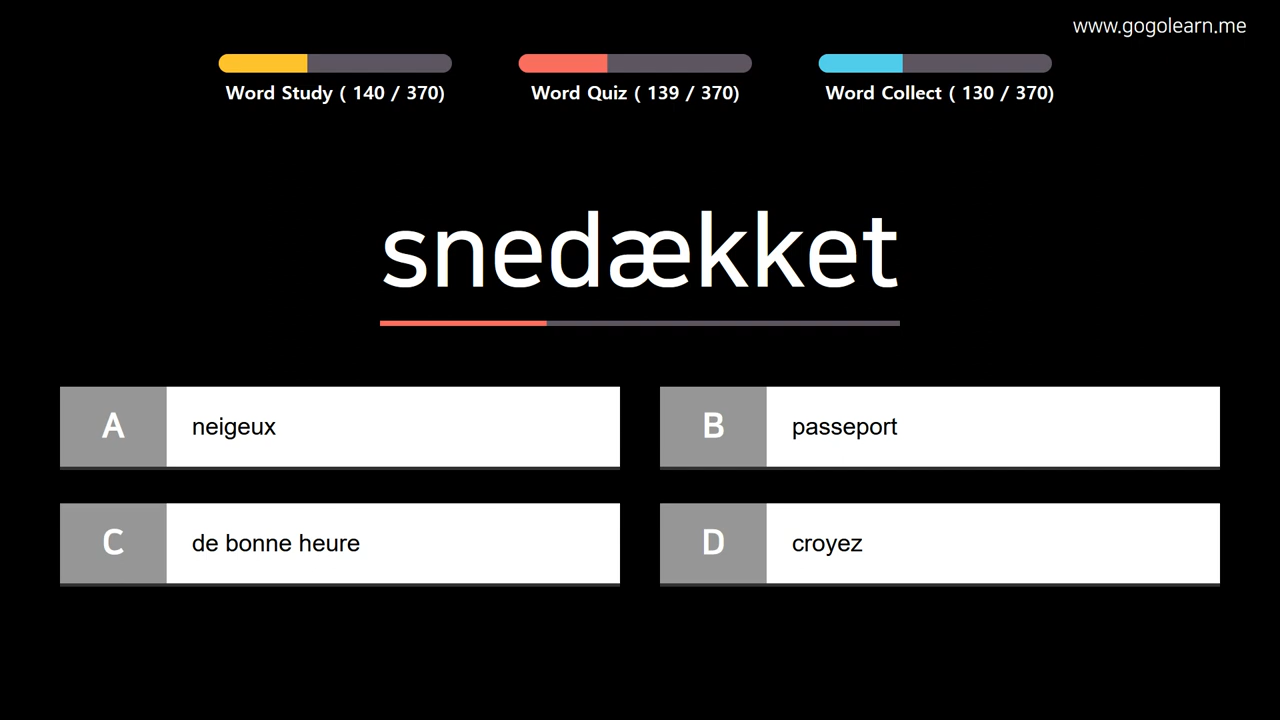 www.gogolearn.me
Word Study ( 140 / 370)
Word Quiz ( 139 / 370)
Word Collect ( 130 / 370)
snedækket
A neigeux
B passeport
C de bonne heure
D croyez